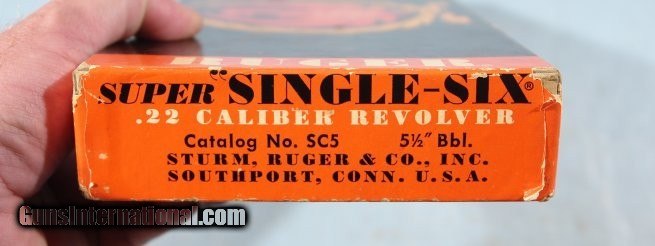 RUGER
SUPER "SINGLE-SIX®
.22 CALIBER REVOLVER
Catalog No. SC5 5½" Bbl.
STURM, RUGER & CO., INC.
SOUTHPORT, CONN. U.S.A.
GunsInternational.com